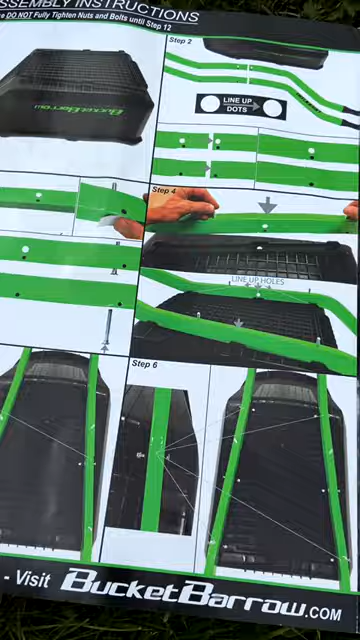 ASSEMBLY INSTRUCTIONS
DO NOT Fully Tighten Nuts and Bolts until Step 12
Step 2
LINE UP
DOTS
BucketBarrow
Step 4
LINE UP HOLES
Step 6
- Visit BucketBarrow.com